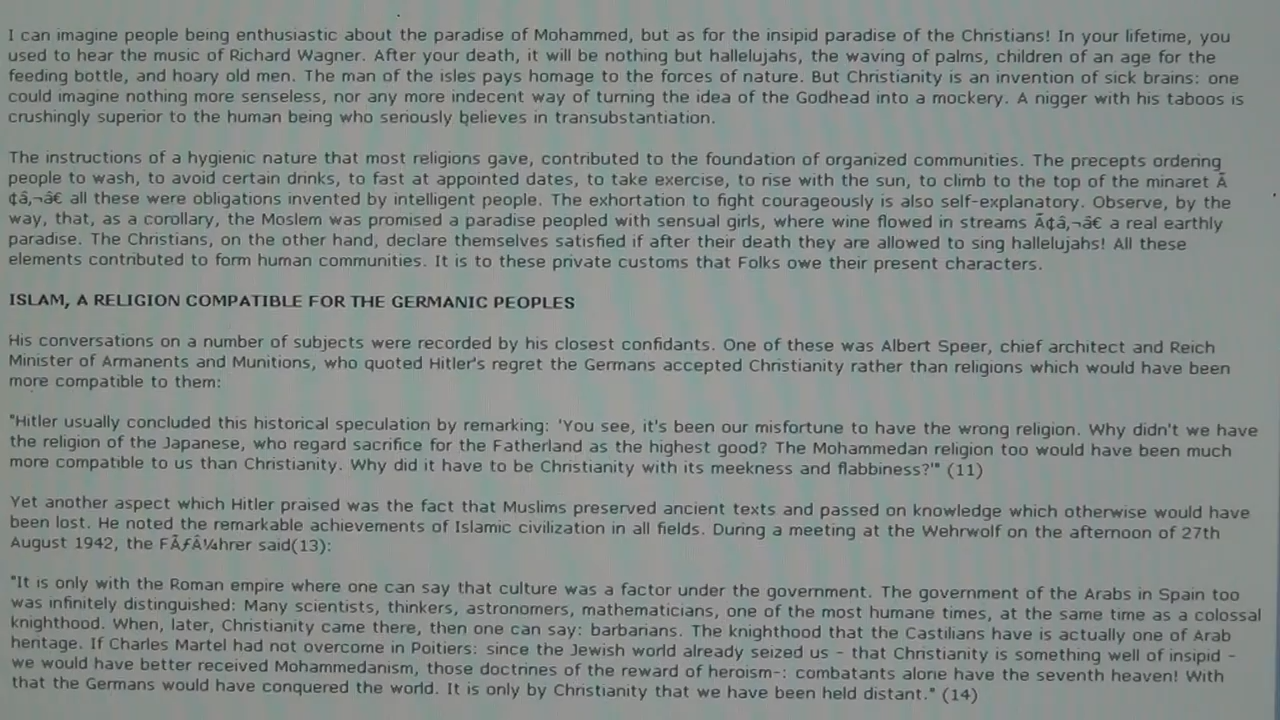 I can imagine people being enthusiastic about the paradise of Mohammed, but as for the insipid paradise of the Christians! In your lifetime, you
used to hear the music of Richard Wagner. After your death, it will be nothing but hallelujahs, the waving of palms, children of an age for the
feeding bottle, and hoary old men. The man of the isles pays homage to the forces of nature. But Christianity is an invention of sick brains: one
could imagine nothing more senseless, nor any more indecent way of turning the idea of the Godhead into a mockery. A nigger with his taboos is
crushingly superior to the human being who seriously believes in transubstantiation.
The instructions of a hygienic nature that most religions gave, contributed to the foundation of organized communities. The precepts ordering
people to wash, to avoid certain drinks, to fast at appointed dates, to take exercise, to rise with the sun, to climb to the top of the minaret Ã
¢â‚¬â€ all these were obligations invented by intelligent people. The exhortation to fight courageously is also self-explanatory. Observe, by the
way, that, as a corollary, the Moslem was promised a paradise peopled with sensual girls, where wine flowed in streams Ã¢â‚¬â€ a real earthly
paradise. The Christians, on the other hand, declare themselves satisfied if after their death they are allowed to sing hallelujahs! All these
elements contributed to form human communities. It is to these private customs that Folks owe their present characters.
ISLAM, A RELIGION COMPATIBLE FOR THE GERMANIC PEOPLES
His conversations on a number of subjects were recorded by his closest confidants. One of these was Albert Speer, chief architect and Reich
Minister of Armanents and Munitions, who quoted Hitler's regret the Germans accepted Christianity rather than religions which would have been
more compatible to them:
"Hitler usually concluded this historical speculation by remarking: 'You see, it's been our misfortune to have the wrong religion. Why didn't we have
the religion of the Japanese, who regard sacrifice for the Fatherland as the highest good? The Mohammedan religion too would have been much
more compatible to us than Christianity. Why did it have to be Christianity with its meekness and flabbiness?'" (11)
Yet another aspect which Hitler praised was the fact that Muslims preserved ancient texts and passed on knowledge which otherwise would have
been lost. He noted the remarkable achievements of Islamic civilization in all fields. During a meeting at the Wehrwolf on the afternoon of 27th
August 1942, the FÃƒÂ¼hrer said(13):
"It is only with the Roman empire where one can say that culture was a factor under the government. The government of the Arabs in Spain too
was infinitely distinguished: Many scientists, thinkers, astronomers, mathematicians, one of the most humane times, at the same time as a colossal
knighthood. When, later, Christianity came there, then one can say: barbarians. The knighthood that the Castilians have is actually one of Arab
heritage. If Charles Martel had not overcome in Poitiers: since the Jewish world already seized us - that Christianity is something well of insipid -
we would have better received Mohammedanism, those doctrines of the reward of heroism-: combatants alone have the seventh heaven! With
that the Germans would have conquered the world. It is only by Christianity that we have been held distant." (14)